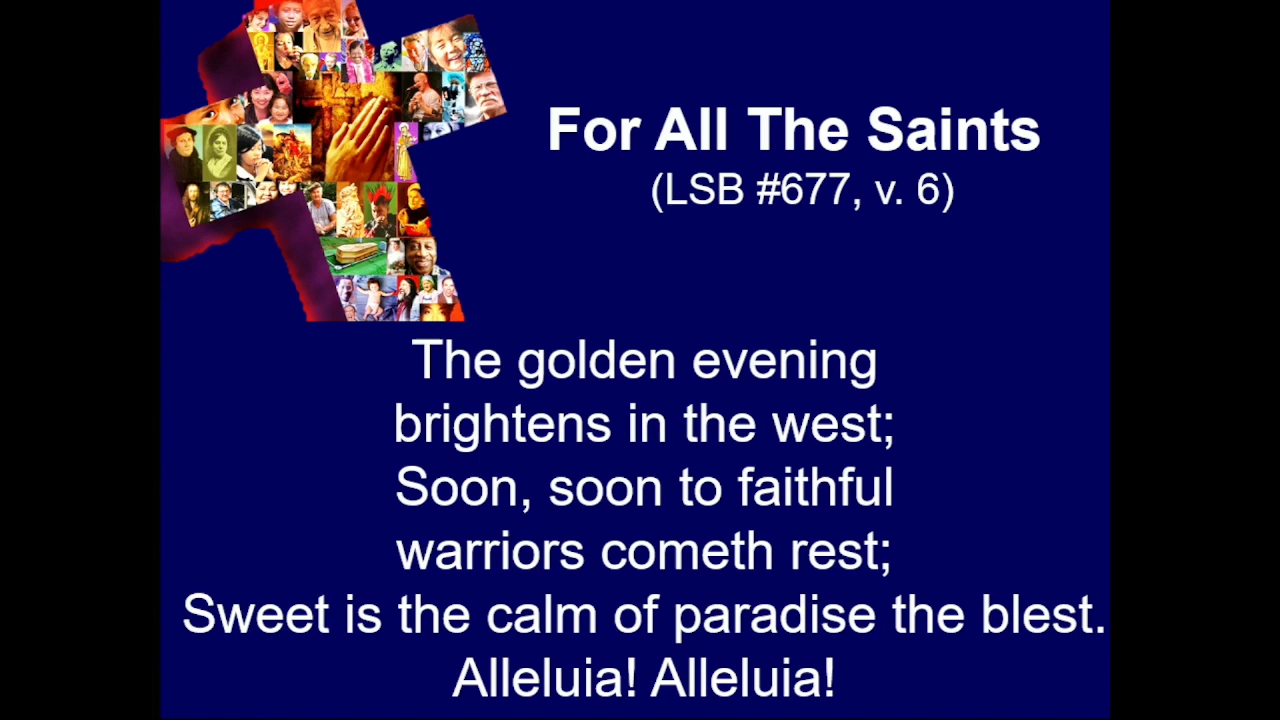 For All The Saints
(LSB #677, v. 6)
The golden evening
brightens in the west;
Soon, soon to faithful
warriors cometh rest;
Sweet is the calm of paradise the blest.
Alleluia! Alleluia!